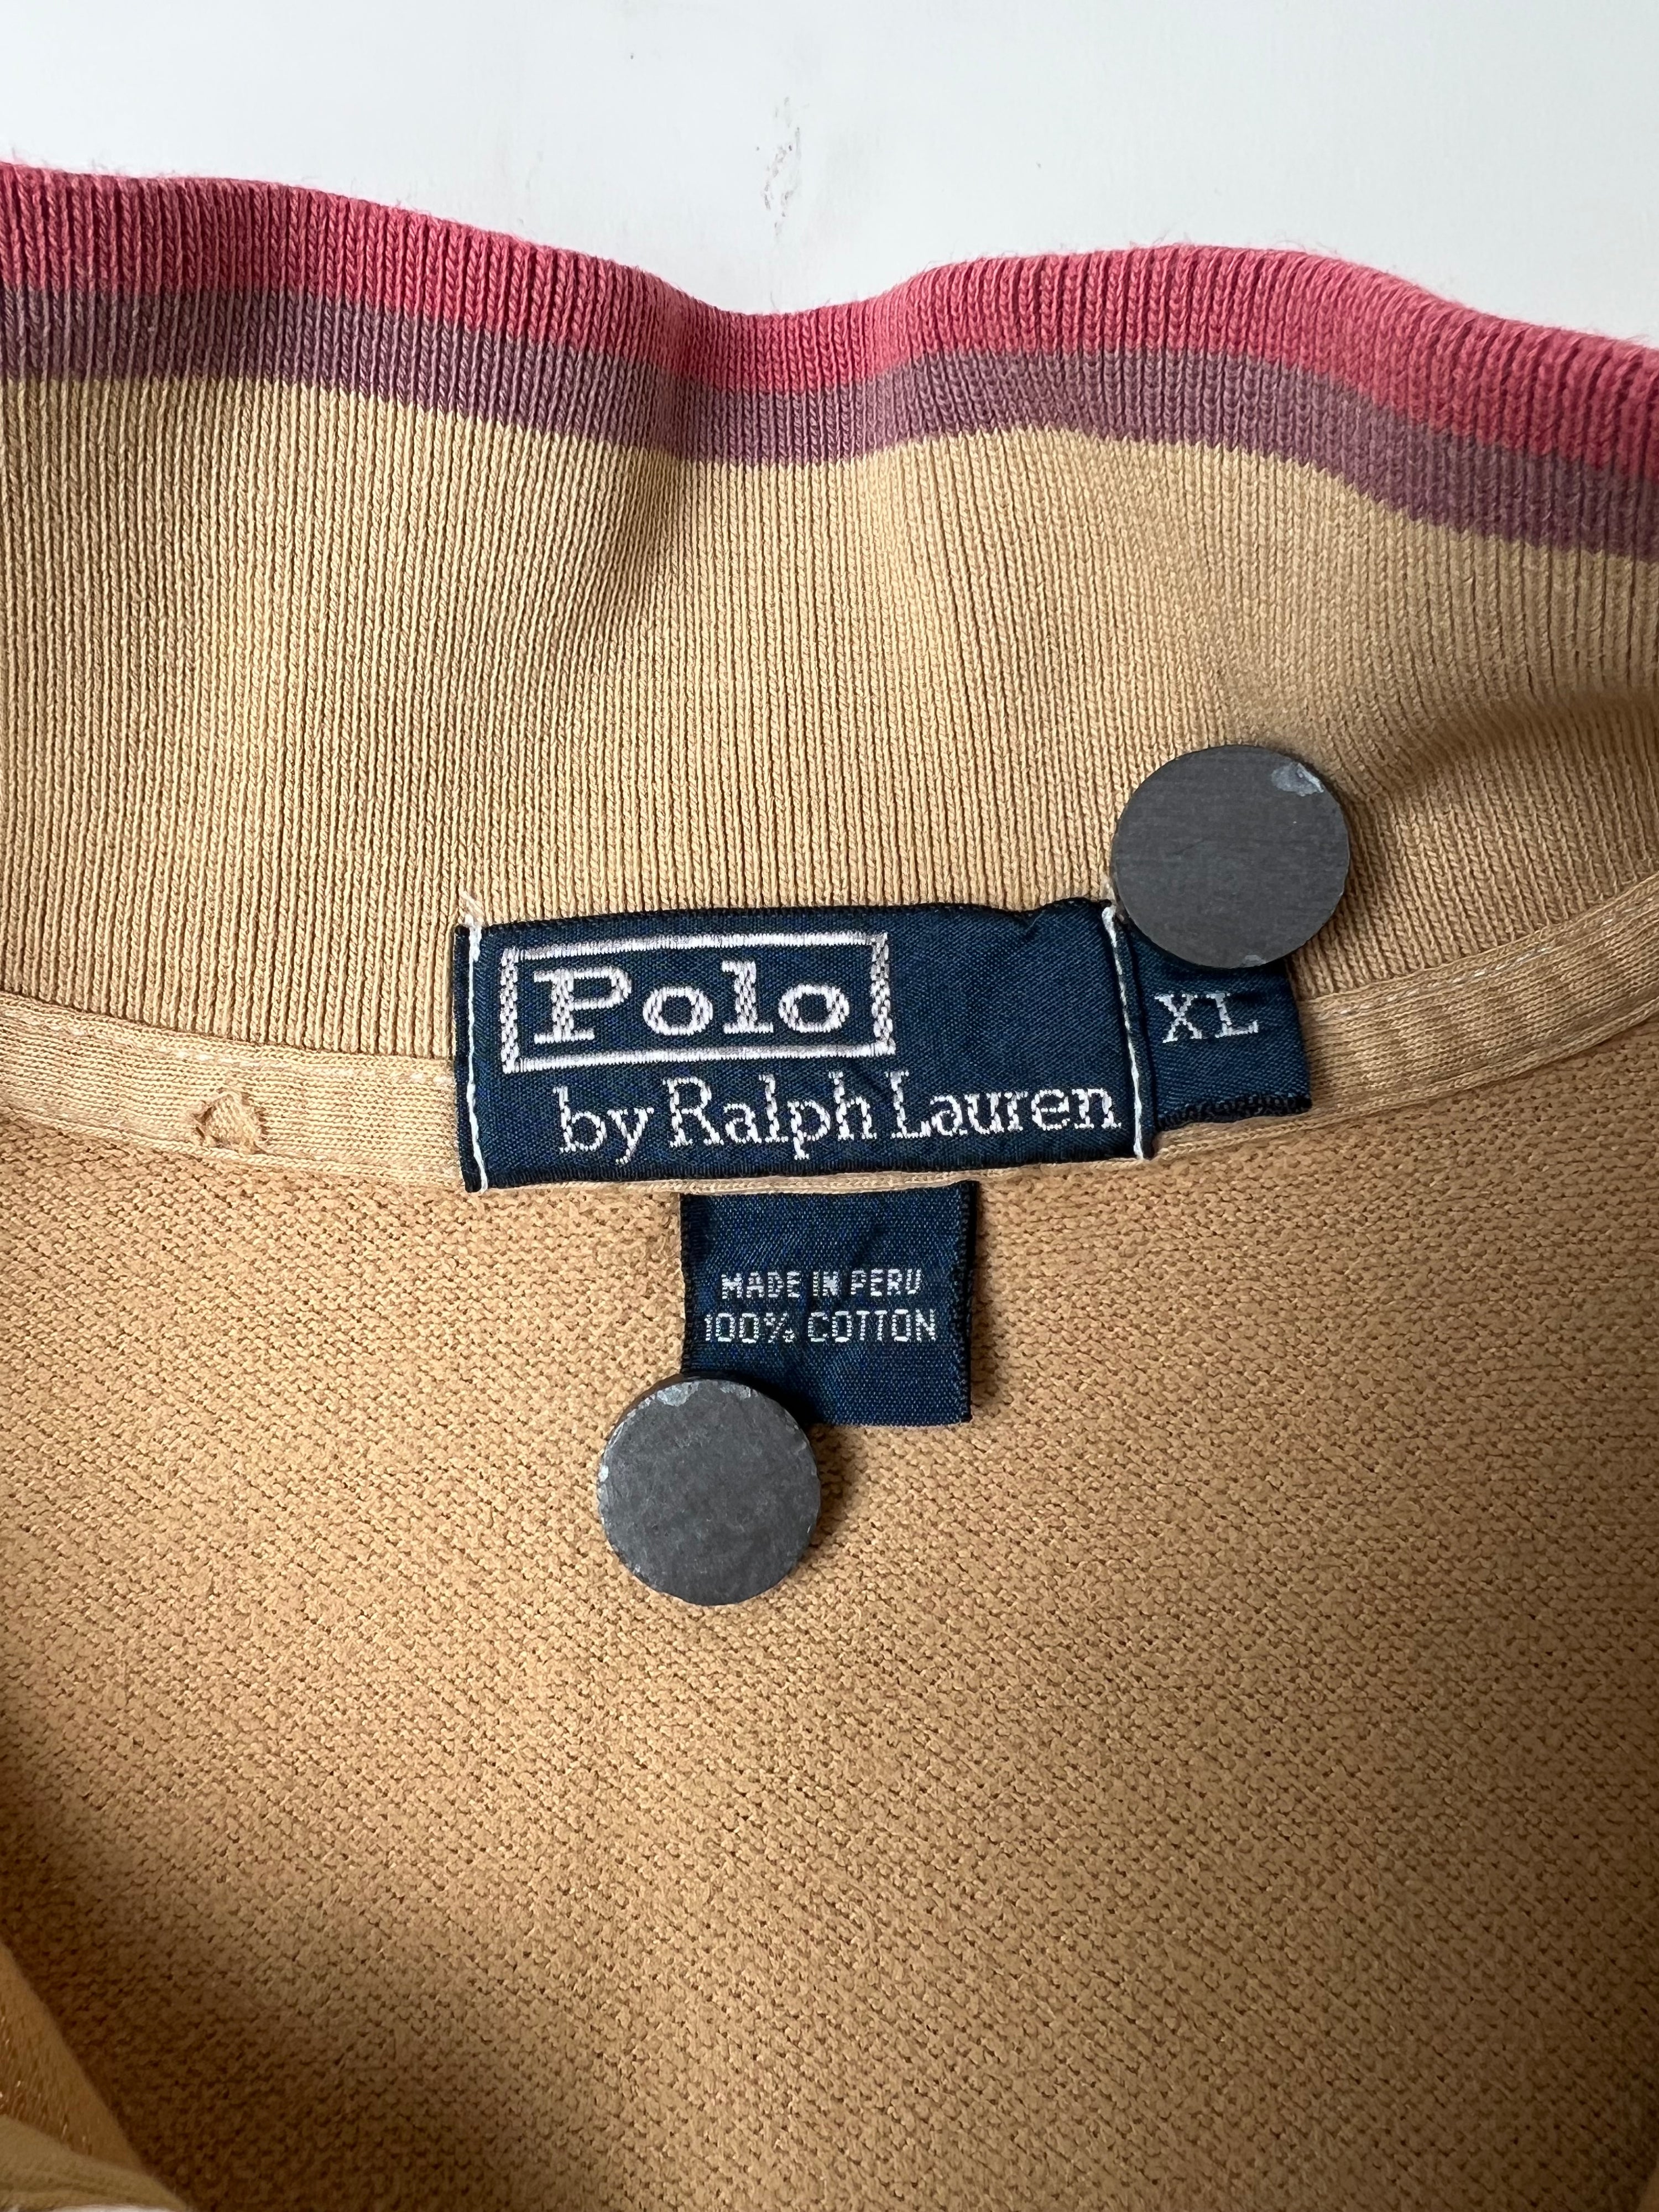 Polo
by Ralph Lauren
XL
MADE IN PERU
100% COTTON